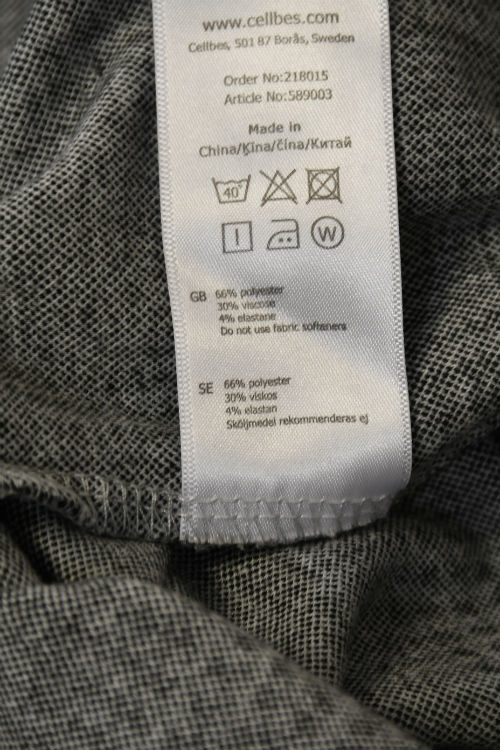 www.cellbes.com
Cellbes, 501 87 Borås, Sweden
Order No:218015
Article No:589003
Made in
China/Ķīna/čína/Китай
40°
W
GB 66% polyester
30% viscose
4% elastane
Do not use fabric softeners
SE 66% polyester
30% viskos
4% elastan
Sköljmedel rekommenderas ej